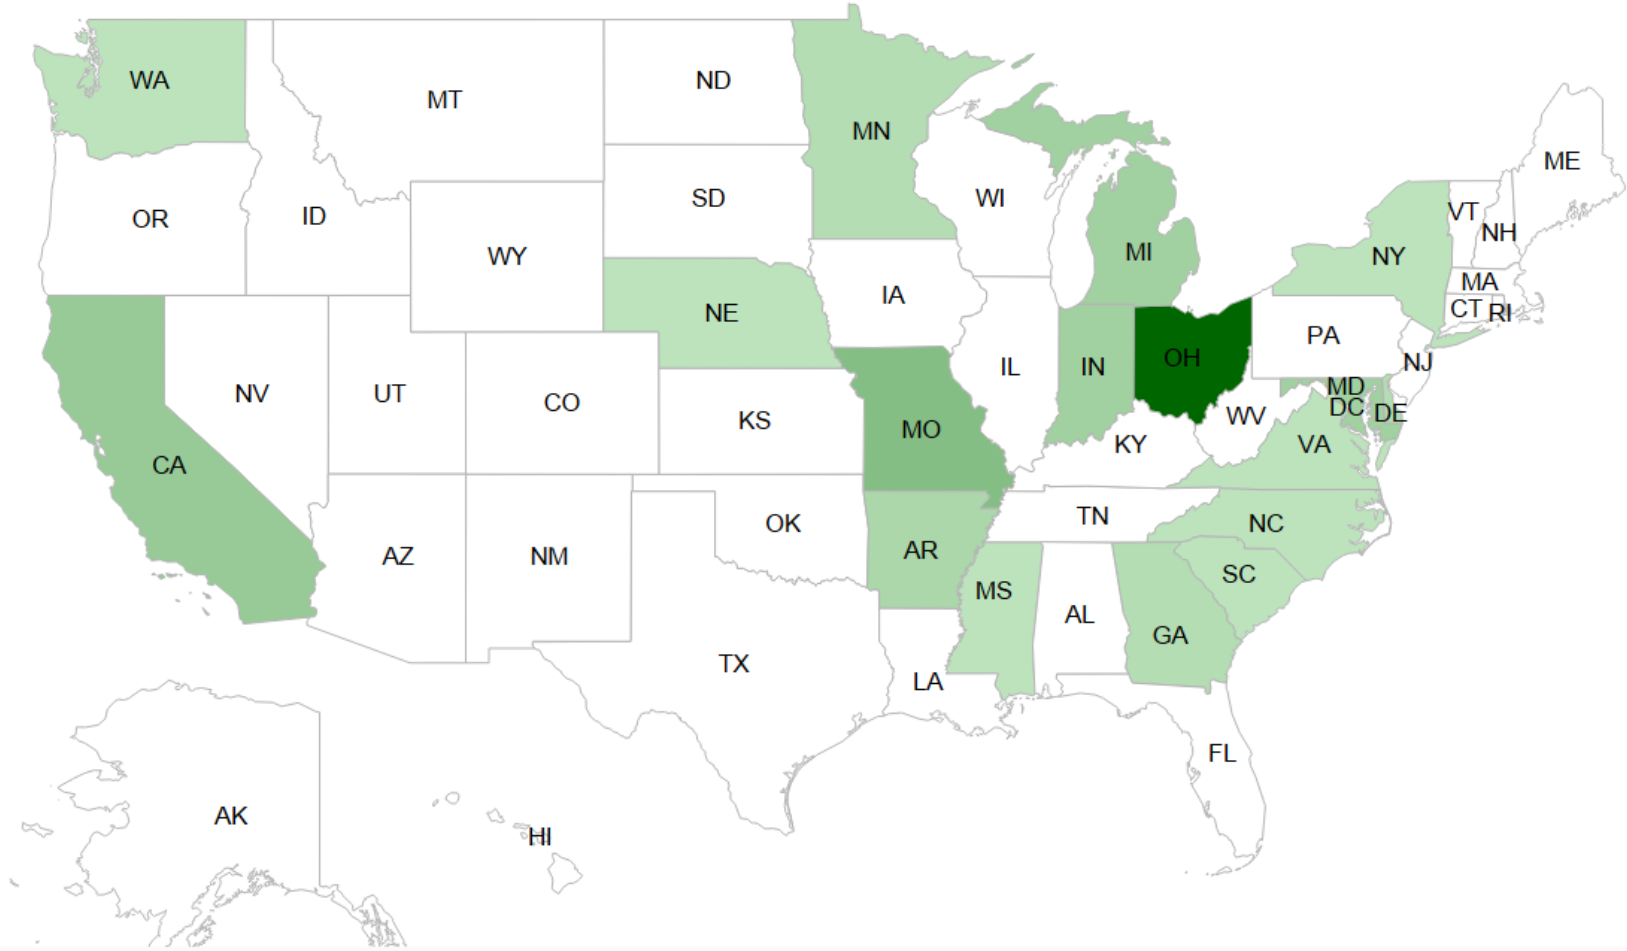 WA
MT
ND
MN
ME
OR
ID
SD
WI
VT
NH
WY
MI
NY
MA
IA
NE
CT
RI
PA
NV
UT
CO
KS
IL
IN
OH
NJ
MD
DC
DE
WV
CA
MO
KY
VA
AZ
NM
OK
AR
TN
NC
MS
SC
AL
GA
TX
LA
FL
AK
HI